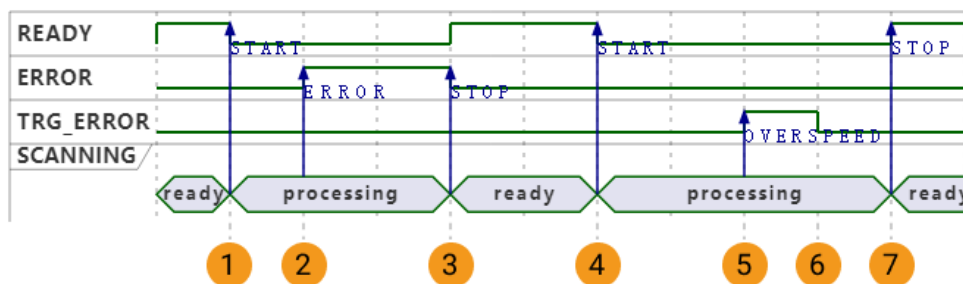 READY
START
START
STOP
ERROR
ERROR
STOP
TRG_ERROR
OVERSPEED
SCANNING
ready processing ready processing ready
1 2 3 4 5 6 7